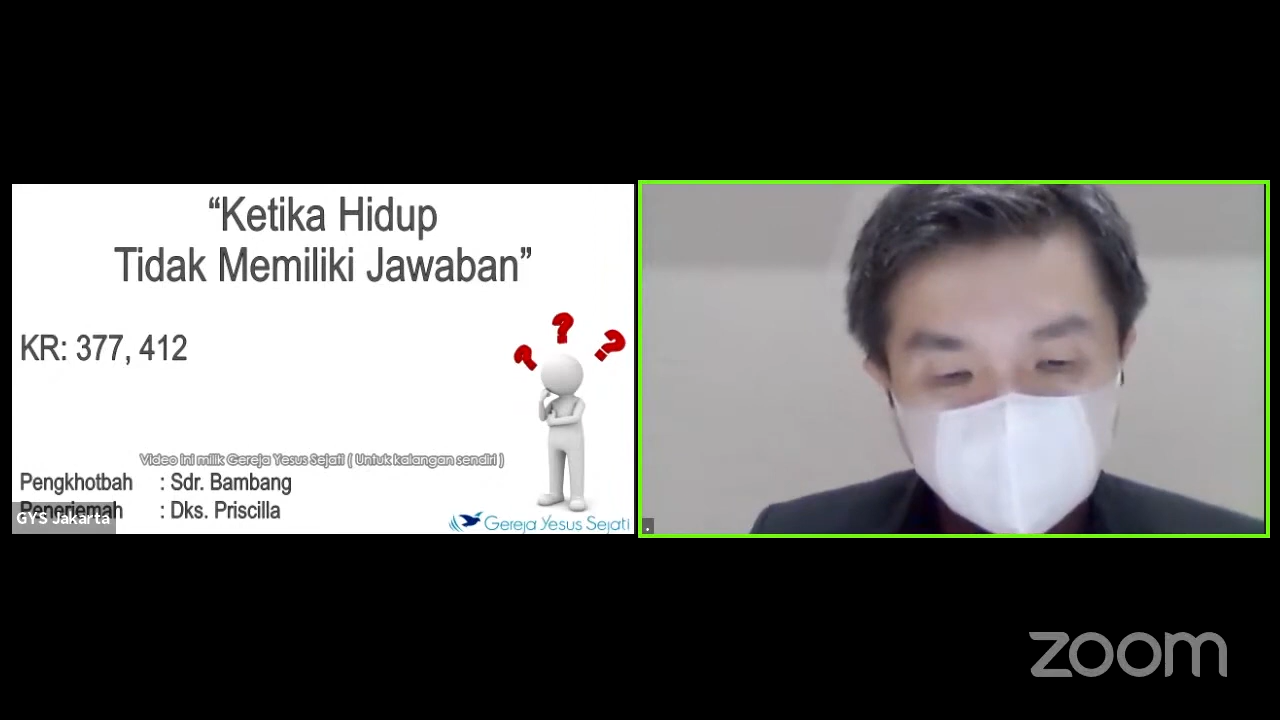 “Ketika Hidup
Tidak Memiliki Jawaban”
KR: 377, 412
Video ini milik Gereja Yesus Sejati ( Untuk kalangan sendiri )
Pengkhotbah : Sdr. Bambang
Penerjemah : Dks. Priscilla
GYS Jakarta
Gereja Yesus Sejati
.
zoom